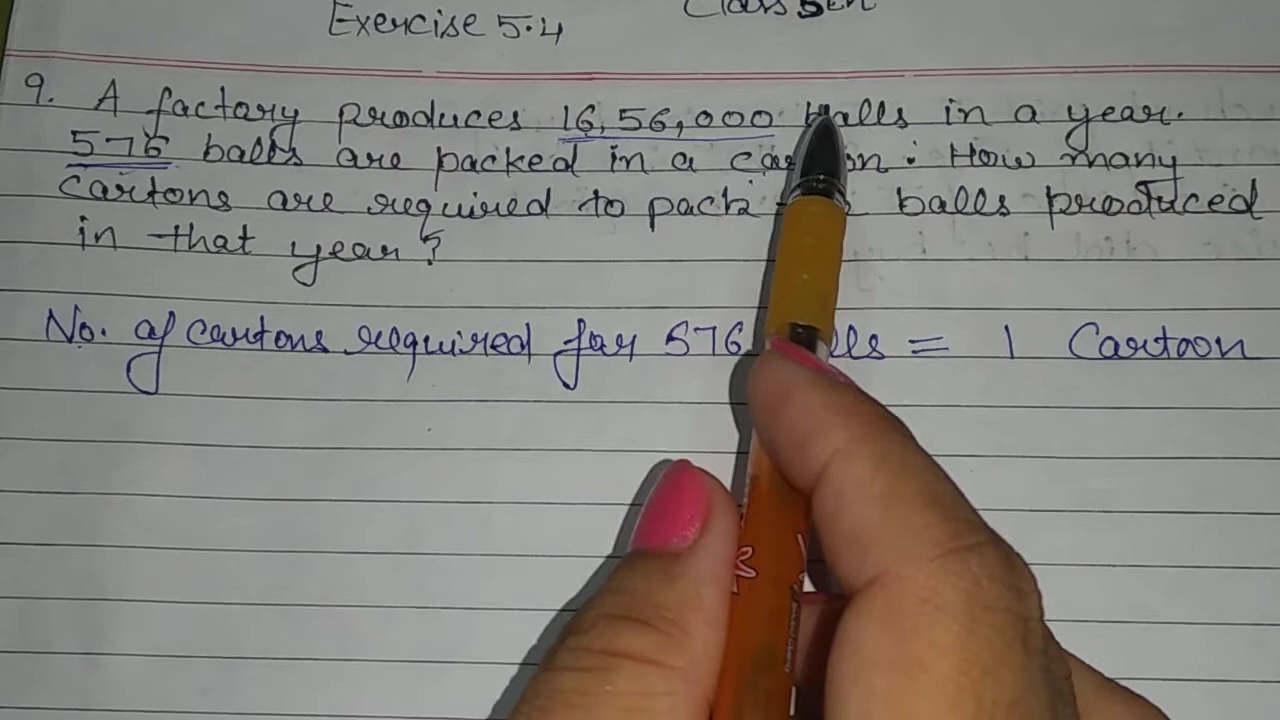 Exercise 5.4
9. A factory produces 16,56,000 balls in a year.
576 balls are packed in a carton. How many
cartons are required to pack balls produced
in that year?
No. of cartons required for 576 balls = 1 Cartoon